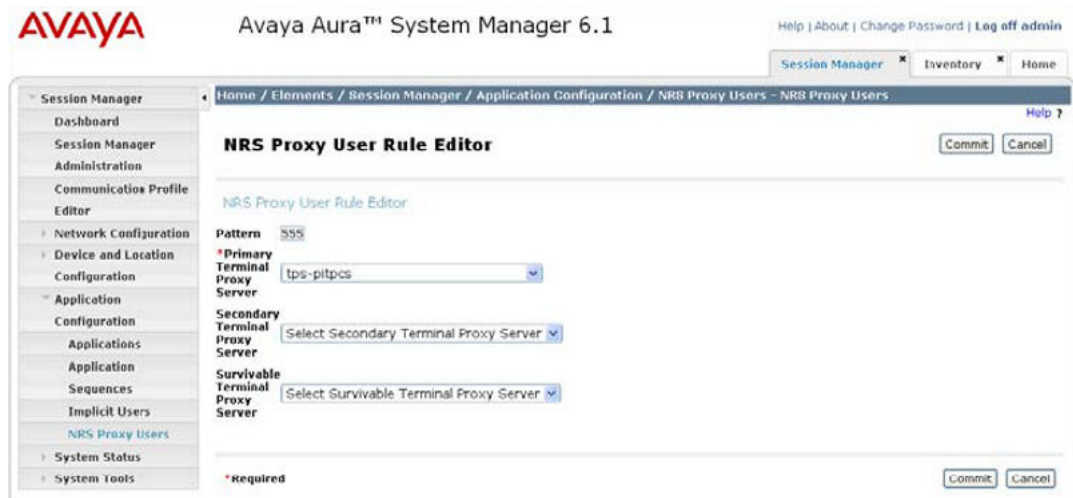 AVAYA
Avaya Aura™ System Manager 6.1
Help | About | Change Password | Log off admin
Session Manager × Inventory × Home
Session Manager
Dashboard
Session Manager
Administration
Communication Profile
Editor
Network Configuration
Device and Location
Configuration
Application
Configuration
Applications
Application
Sequences
Implicit Users
NRS Proxy Users
System Status
System Tools
Home / Elements / Session Manager / Application Configuration / NRS Proxy Users - NRS Proxy Users
Help ?
NRS Proxy User Rule Editor
Commit Cancel
NRS Proxy User Rule Editor
Pattern 555
*Primary
Terminal
Proxy
Server
tps-pitpcs
Secondary
Terminal
Proxy
Server
Select Secondary Terminal Proxy Server
Survivable
Terminal
Proxy
Server
Select Survivable Terminal Proxy Server
*Required
Commit Cancel